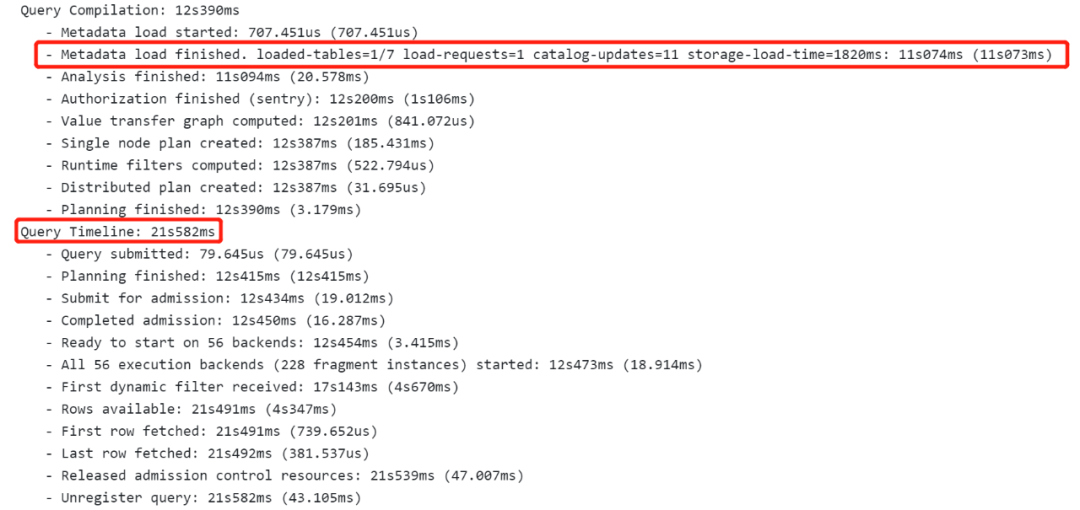 Query Compilation: 12s390ms
- Metadata load started: 707.451us (707.451us)
- Metadata load finished. loaded-tables=1/7 load-requests=1 catalog-updates=11 storage-load-time=1820ms: 11s074ms (11s073ms)
- Analysis finished: 11s094ms (20.578ms)
- Authorization finished (sentry): 12s200ms (1s106ms)
- Value transfer graph computed: 12s201ms (841.072us)
- Single node plan created: 12s387ms (185.431ms)
- Runtime filters computed: 12s387ms (522.794us)
- Distributed plan created: 12s387ms (31.695us)
- Planning finished: 12s390ms (3.179ms)
Query Timeline: 21s582ms
- Query submitted: 79.645us (79.645us)
- Planning finished: 12s415ms (12s415ms)
- Submit for admission: 12s434ms (19.012ms)
- Completed admission: 12s450ms (16.287ms)
- Ready to start on 56 backends: 12s454ms (3.415ms)
- All 56 execution backends (228 fragment instances) started: 12s473ms (18.914ms)
- First dynamic filter received: 17s143ms (4s670ms)
- Rows available: 21s491ms (4s347ms)
- First row fetched: 21s491ms (739.652us)
- Last row fetched: 21s492ms (381.537us)
- Released admission control resources: 21s539ms (47.007ms)
- Unregister query: 21s582ms (43.105ms)